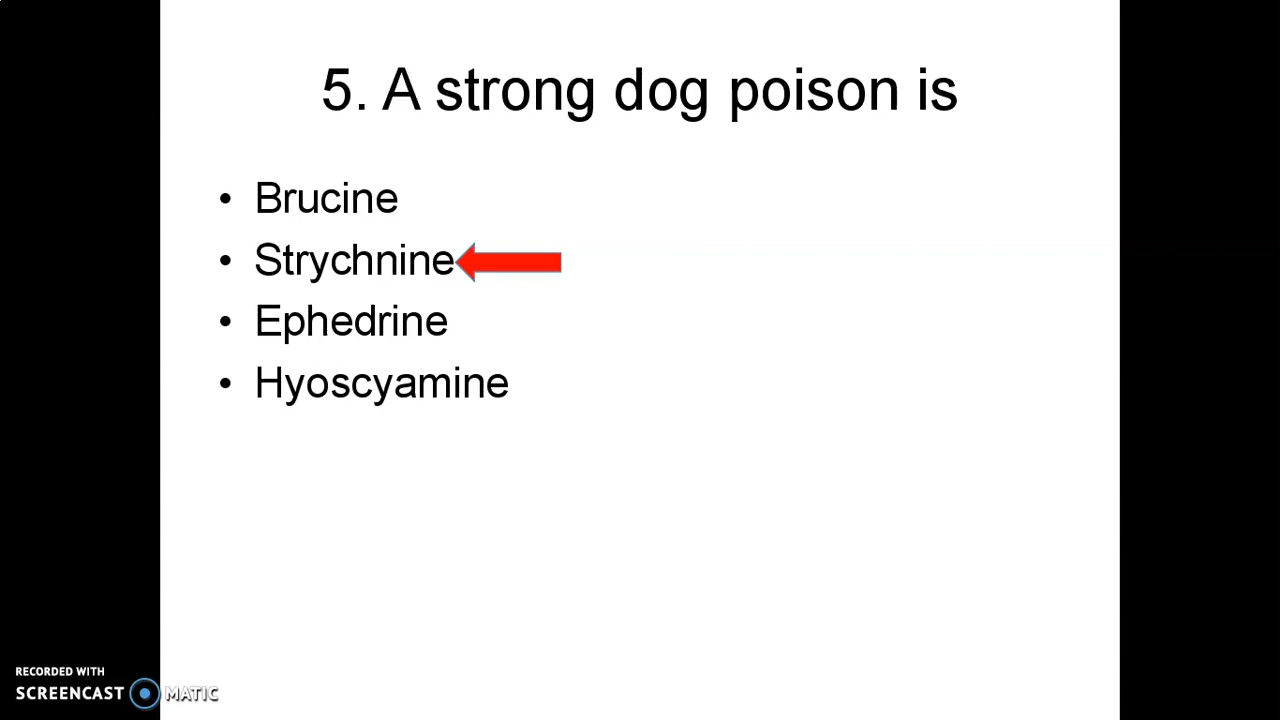 5. A strong dog poison is
• Brucine
• Strychnine
• Ephedrine
• Hyoscyamine
RECORDED WITH
SCREENCAST MATIC